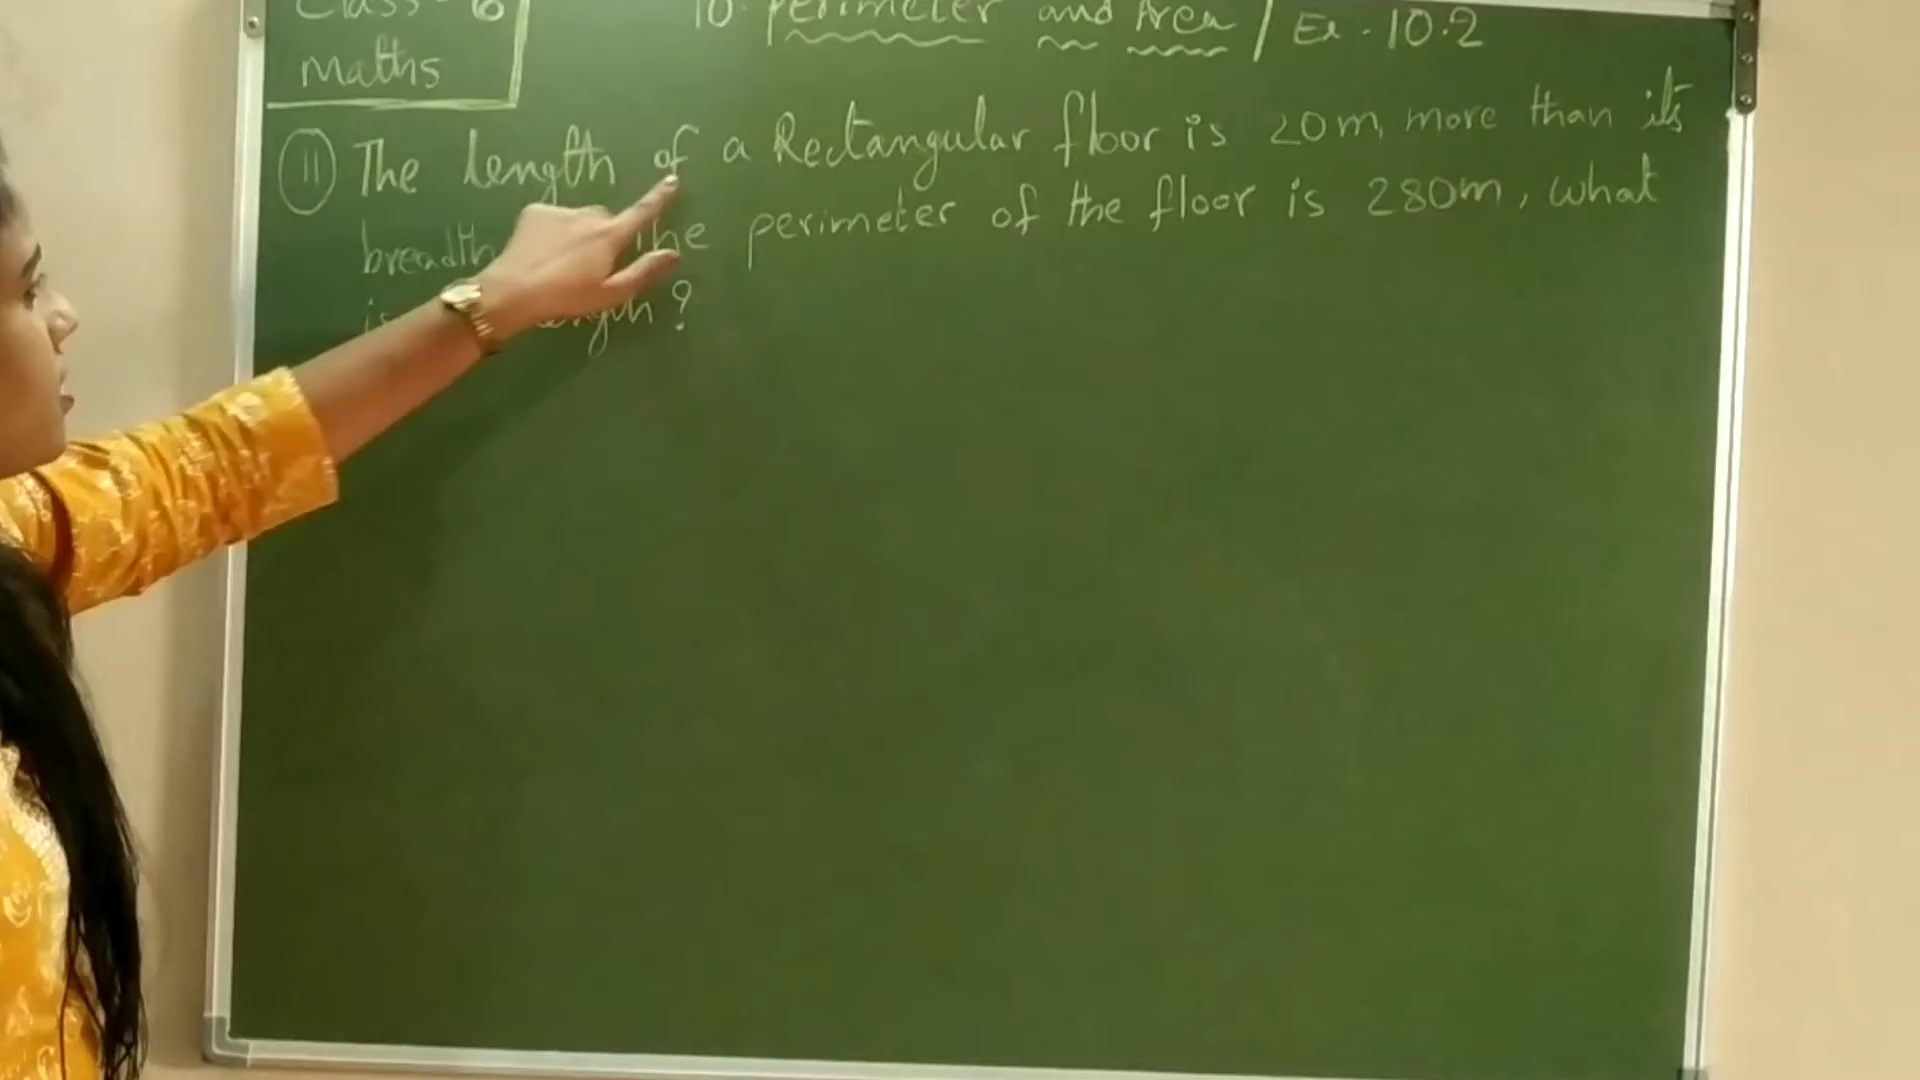 Class - 6
Maths
10. Perimeter and Area / Ex - 10.2
11 The length of a Rectangular floor is 20m more than its
breadth the perimeter of the floor is 280m, what
is length?